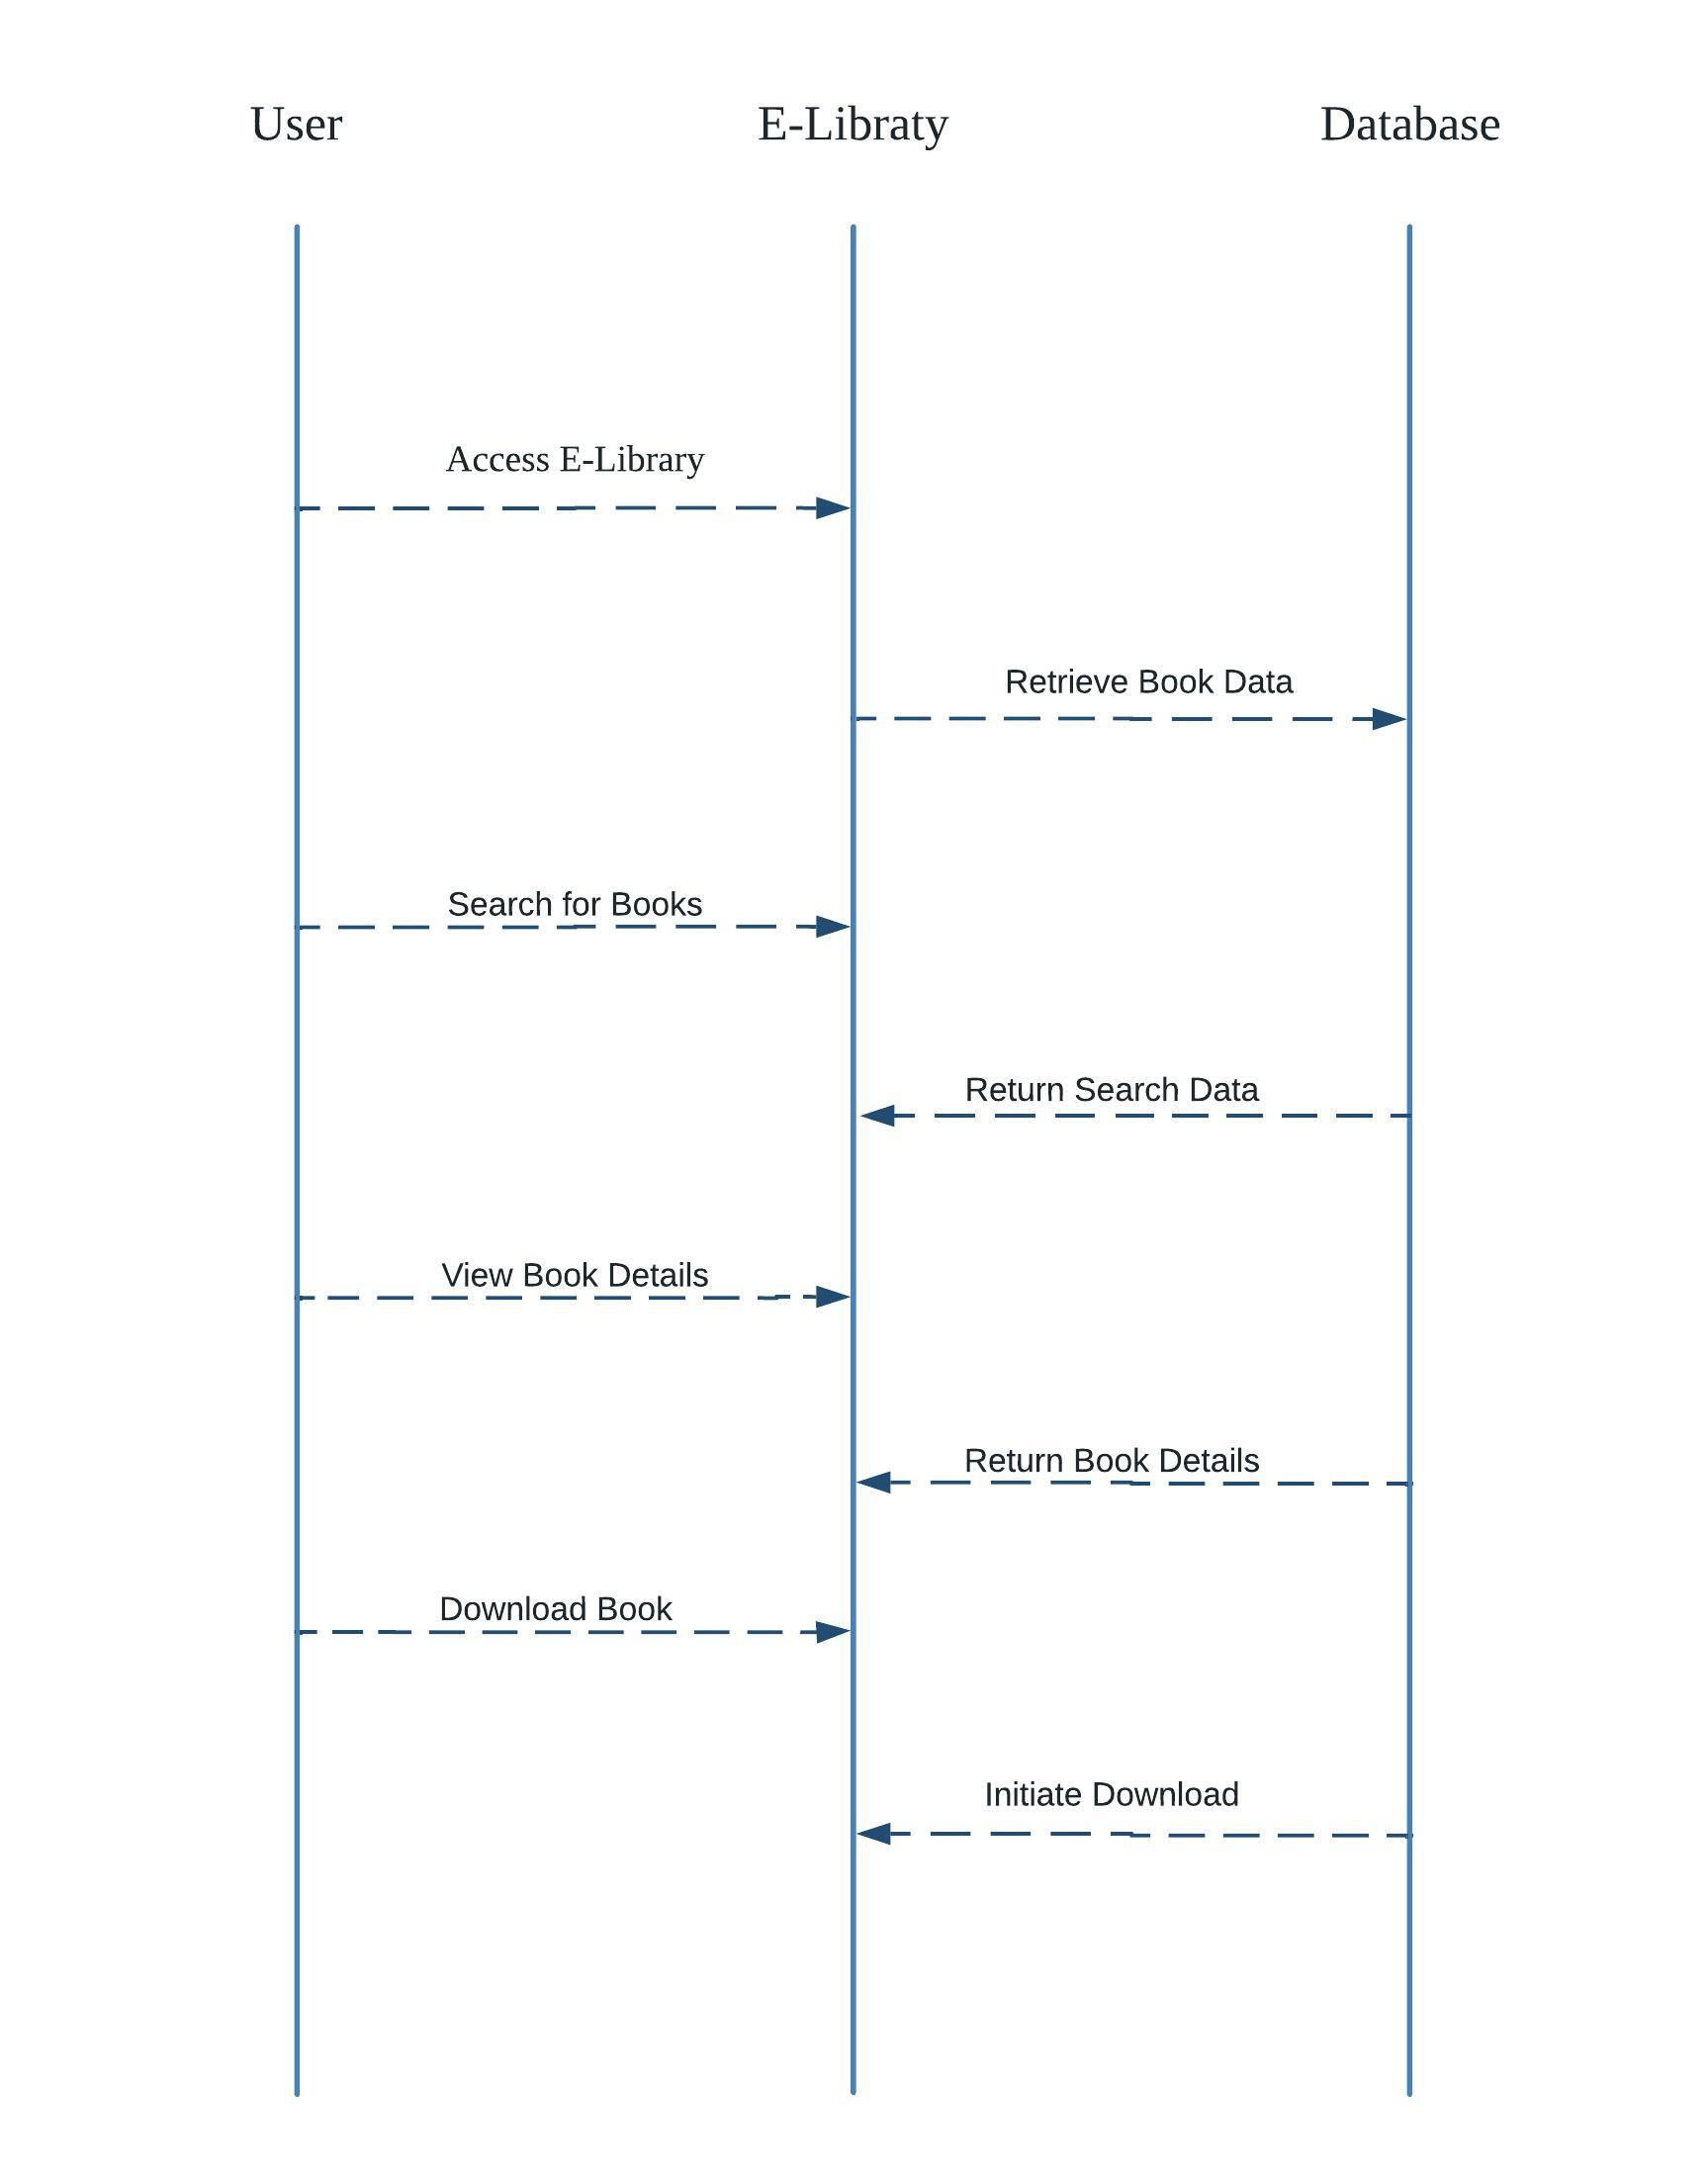 User
E-Libraty
Database
Access E-Library
Retrieve Book Data
Search for Books
Return Search Data
View Book Details
Return Book Details
Download Book
Initiate Download